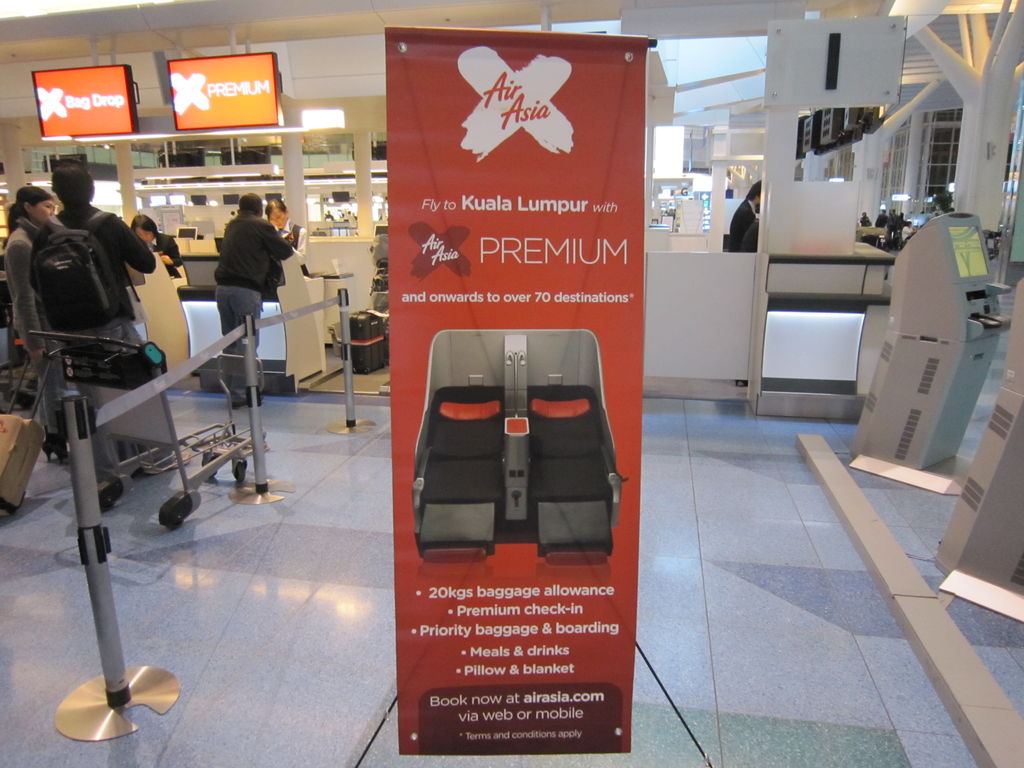 Bag Drop
X PREMIUM
Air
Asia
Fly to Kuala Lumpur with
Air
Asia
PREMIUM
and onwards to over 70 destinations*
• 20kgs baggage allowance
• Premium check-in
• Priority baggage & boarding
• Meals & drinks
• Pillow & blanket
Book now at airasia.com
via web or mobile
* Terms and conditions apply
I